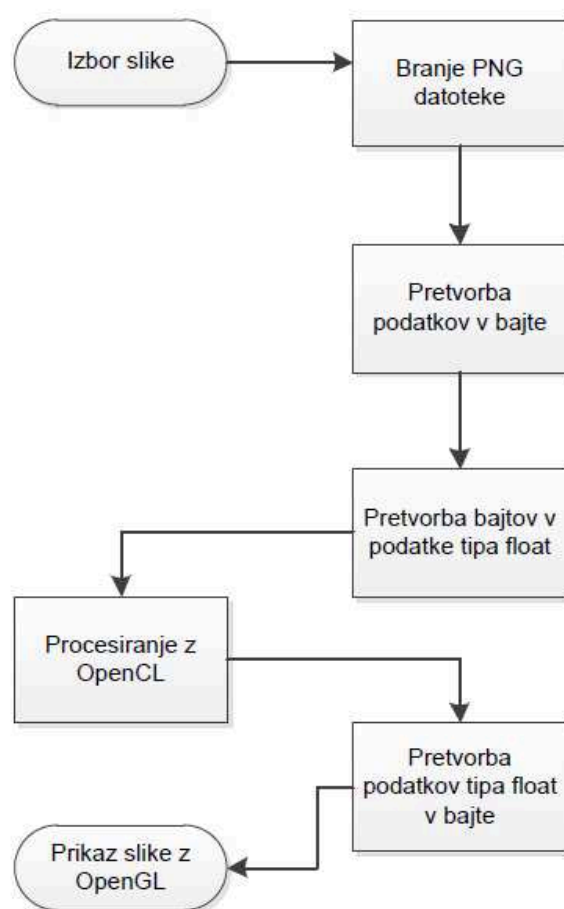 Izbor slike
Branje PNG
datoteke
Pretvorba
podatkov v bajte
Pretvorba bajtov v
podatke tipa float
Procesiranje z
OpenCL
Pretvorba
podatkov tipa float
v bajte
Prikaz slike z
OpenGL